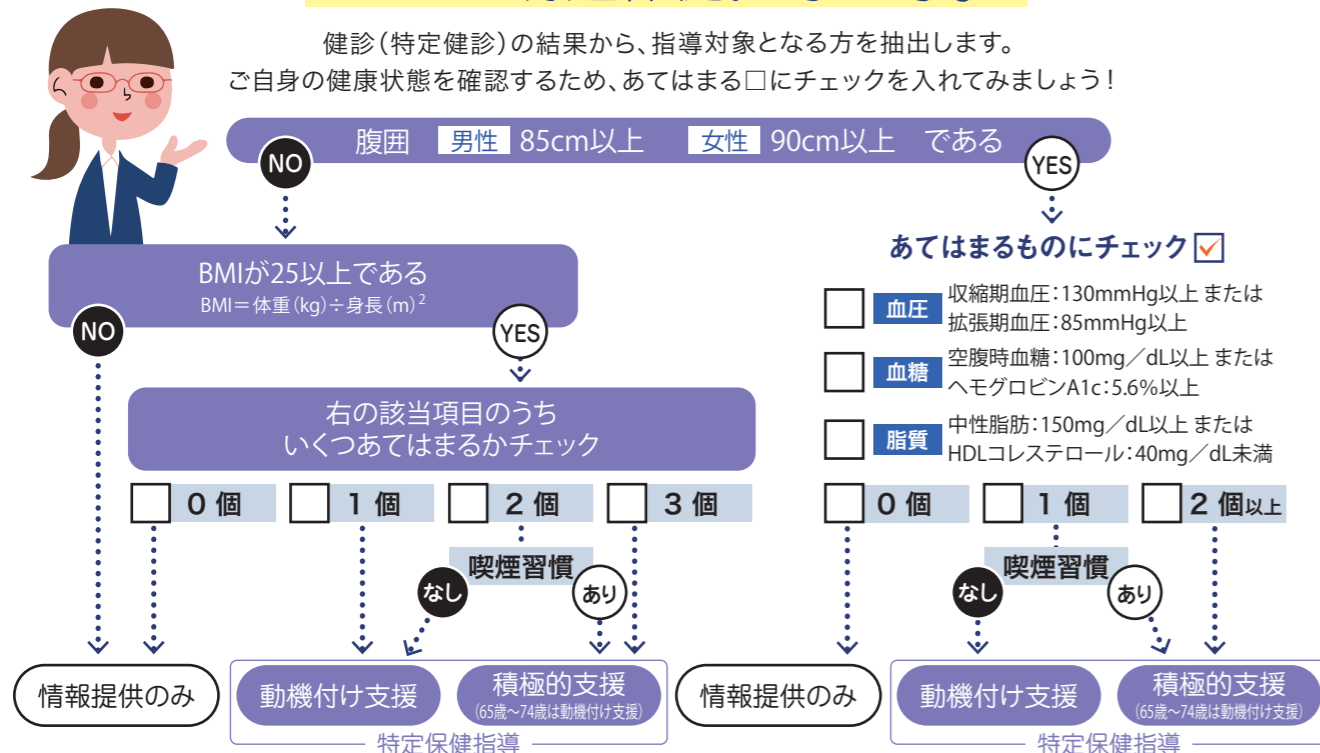 健診(特定健診)の結果から、指導対象となる方を抽出します。
ご自身の健康状態を確認するため、あてはまる□にチェックを入れてみましょう!
腹囲 男性 85cm以上 女性 90cm以上 である
NO
YES
BMIが25以上である
BMI=体重(kg)÷身長(m)²
NO
YES
右の該当項目のうち
いくつあてはまるかチェック
0個 1個 2個 3個
喫煙習慣
なし
あり
あてはまるものにチェック
血圧 収縮期血圧:130mmHg以上 または
拡張期血圧:85mmHg以上
血糖 空腹時血糖:100mg/dL以上 または
ヘモグロビンA1c:5.6%以上
脂質 中性脂肪:150mg/dL以上 または
HDLコレステロール:40mg/dL未満
0個 1個 2個以上
喫煙習慣
なし
あり
情報提供のみ
動機付け支援
積極的支援
(65歳〜74歳は動機付け支援)
特定保健指導
情報提供のみ
動機付け支援
積極的支援
(65歳〜74歳は動機付け支援)
特定保健指導